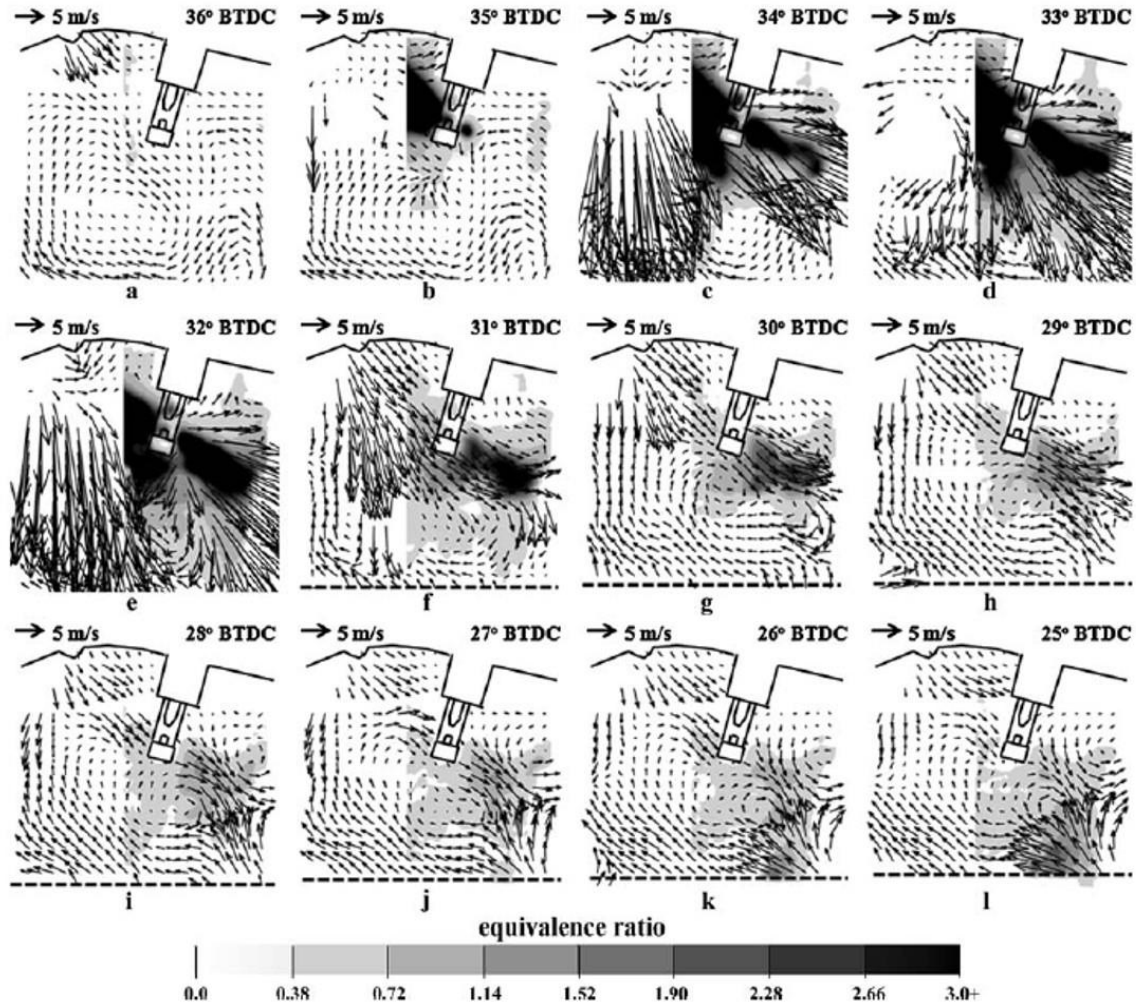 5 m/s 36° BTDC 5 m/s 35° BTDC 5 m/s 34° BTDC 5 m/s 33° BTDC
a b c d
5 m/s 32° BTDC 5 m/s 31° BTDC 5 m/s 30° BTDC 5 m/s 29° BTDC
e f g h
5 m/s 28° BTDC 5 m/s 27° BTDC 5 m/s 26° BTDC 5 m/s 25° BTDC
i j k l
equivalence ratio
0.0 0.38 0.72 1.14 1.52 1.90 2.28 2.66 3.0+